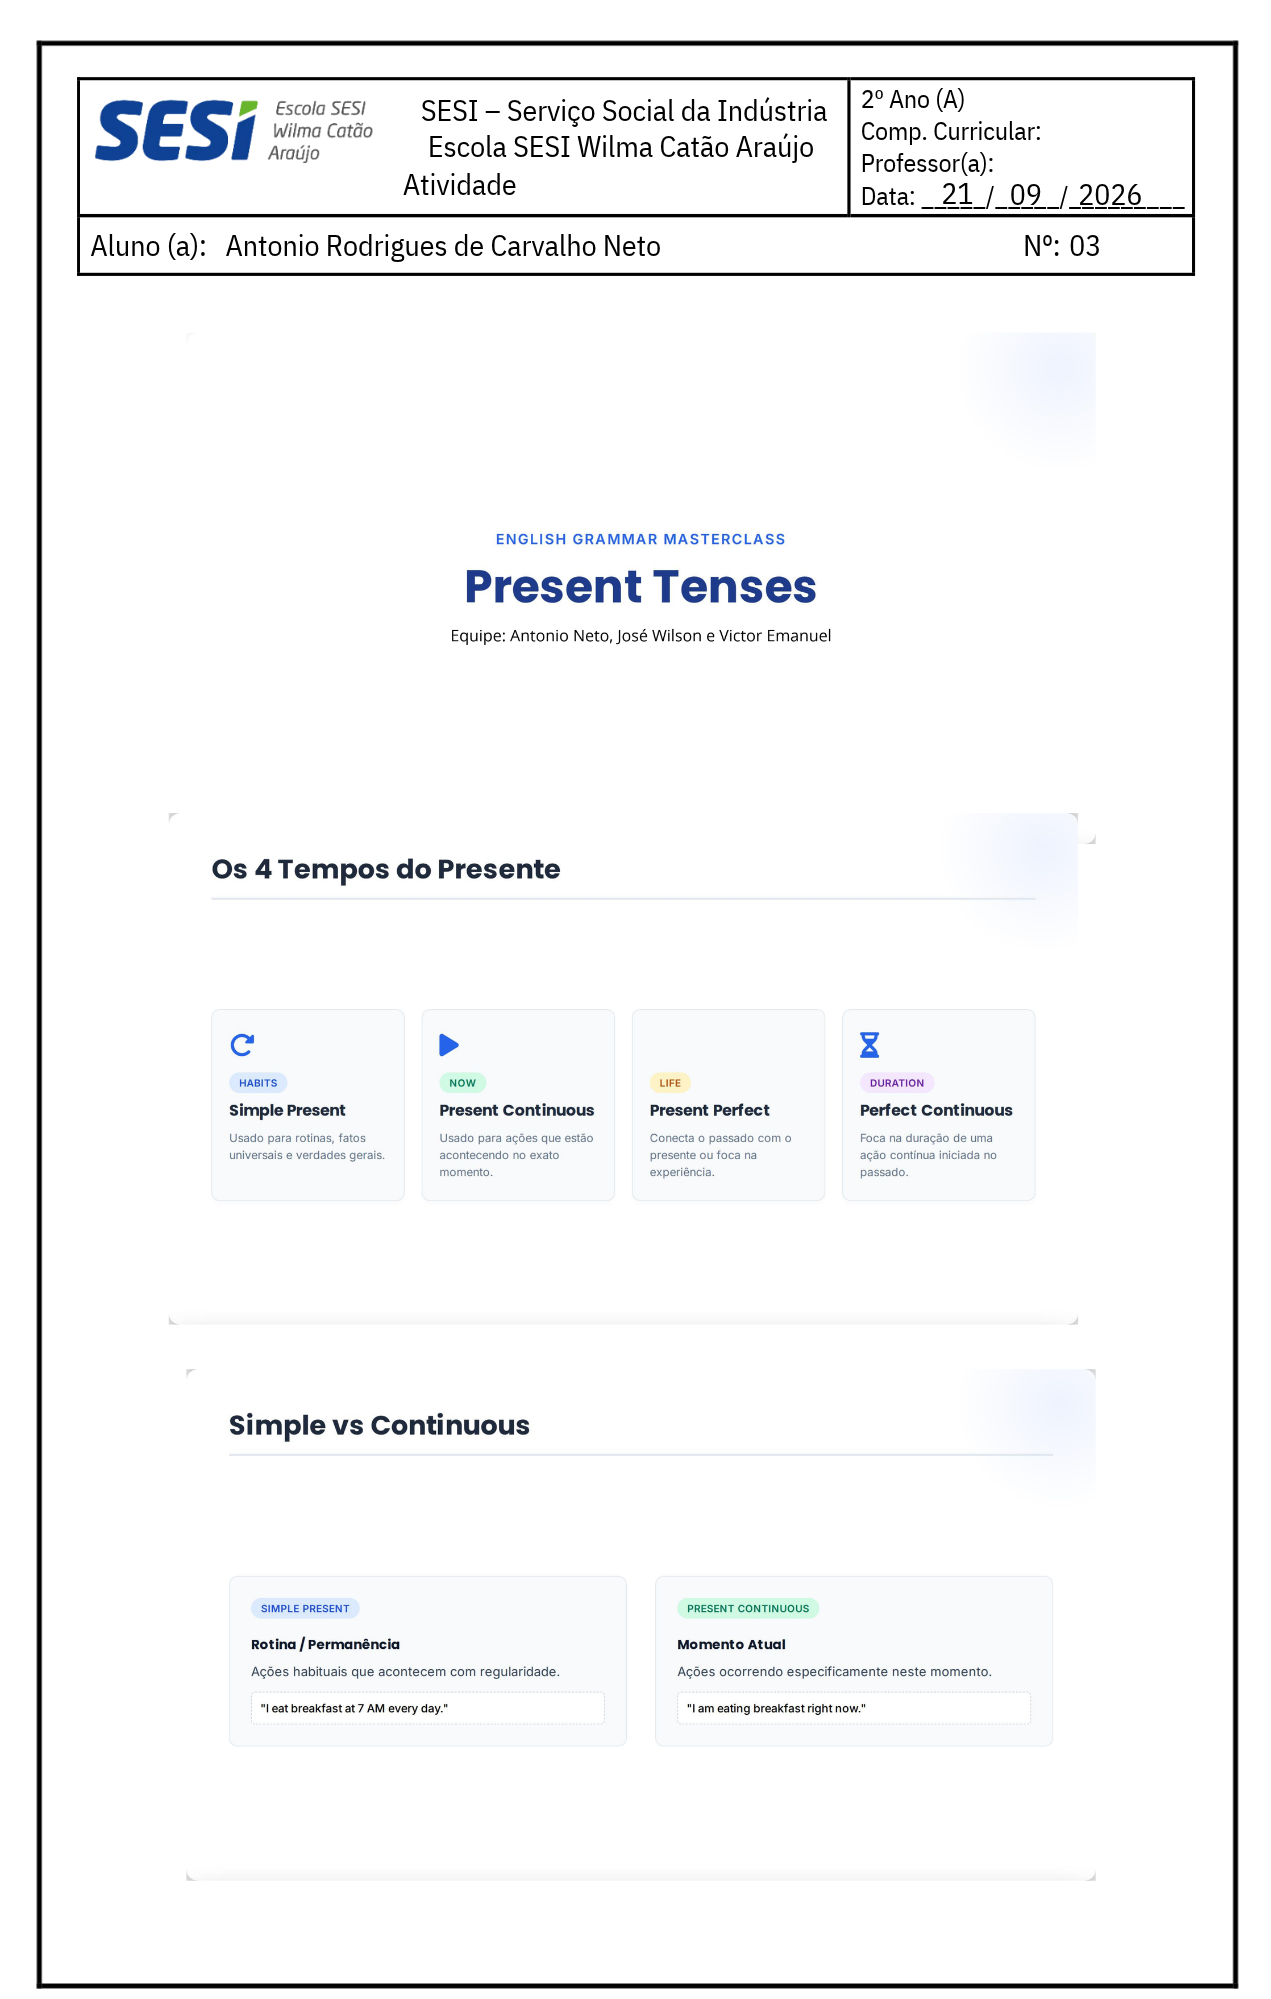 SESI
Escola SESI
Wilma Catão
Araújo
SESI – Serviço Social da Indústria
Escola SESI Wilma Catão Araújo
Atividade
2º Ano (A)
Comp. Curricular:
Professor(a):
Data: _____/____/________ 21 09 2026
Aluno (a): Antonio Rodrigues de Carvalho Neto Nº: 03
ENGLISH GRAMMAR MASTERCLASS
Present Tenses
Equipe: Antonio Neto, José Wilson e Victor Emanuel
Os 4 Tempos do Presente
HABITS
Simple Present
Usado para rotinas, fatos
universais e verdades gerais.
NOW
Present Continuous
Usado para ações que estão
acontecendo no exato
momento.
LIFE
Present Perfect
Conecta o passado com o
presente ou foca na
experiência.
DURATION
Perfect Continuous
Foca na duração de uma
ação contínua iniciada no
passado.
Simple vs Continuous
SIMPLE PRESENT
Rotina / Permanência
Ações habituais que acontecem com regularidade.
"I eat breakfast at 7 AM every day."
PRESENT CONTINUOUS
Momento Atual
Ações ocorrendo especificamente neste momento.
"I am eating breakfast right now."